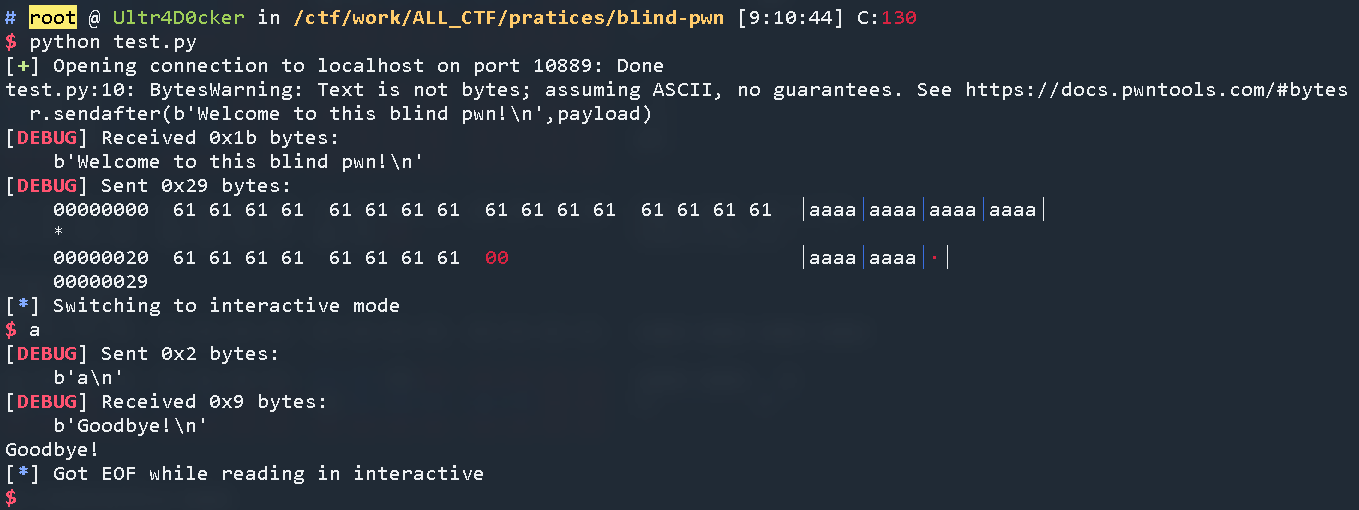 # root @ Ultr4D0cker in /ctf/work/ALL_CTF/pratices/blind-pwn [9:10:44] C:130
$ python test.py
[+] Opening connection to localhost on port 10889: Done
test.py:10: BytesWarning: Text is not bytes; assuming ASCII, no guarantees. See https://docs.pwntools.com/#bytes
  r.sendafter(b'Welcome to this blind pwn!\n',payload)
[DEBUG] Received 0x1b bytes:
    b'Welcome to this blind pwn!\n'
[DEBUG] Sent 0x29 bytes:
    00000000  61 61 61 61  61 61 61 61  61 61 61 61  61 61 61 61  │aaaa│aaaa│aaaa│aaaa│
    *
    00000020  61 61 61 61  61 61 61 61  00                        │aaaa│aaaa│·│
    00000029
[*] Switching to interactive mode
$ a
[DEBUG] Sent 0x2 bytes:
    b'a\n'
[DEBUG] Received 0x9 bytes:
    b'Goodbye!\n'
Goodbye!
[*] Got EOF while reading in interactive
$